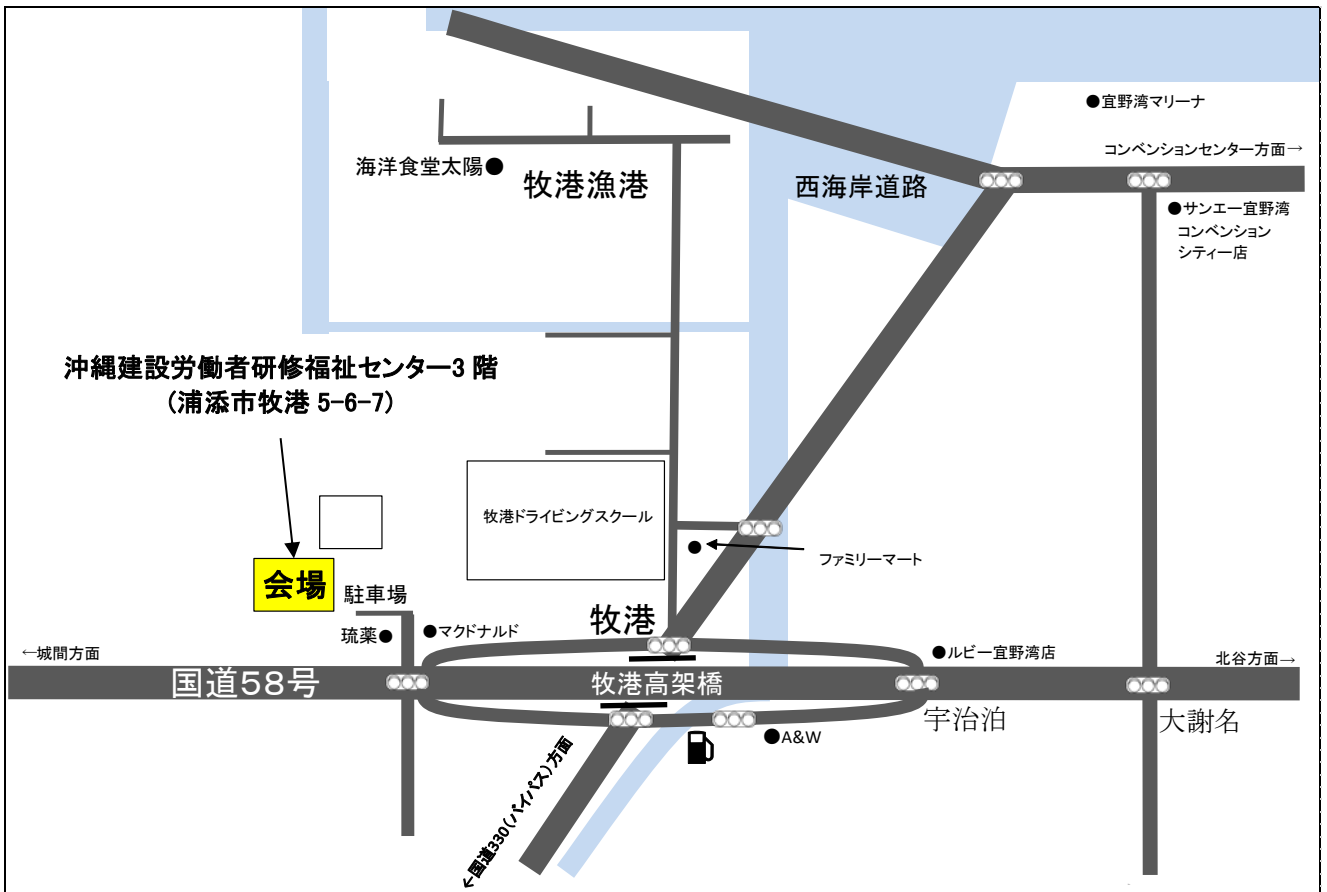 ●宜野湾マリーナ
コンベンションセンター方面→
海洋食堂太陽●
牧港漁港
西海岸道路
●サンエー宜野湾
コンベンション
シティー店
沖縄建設労働者研修福祉センター3 階
(浦添市牧港 5-6-7)
牧港ドライビングスクール
ファミリーマート
会場
駐車場
琉薬●
●マクドナルド
牧港
←城間方面
●ルビー宜野湾店
北谷方面→
国道58号
牧港高架橋
宇治泊
大謝名
●A&W
←国道330(バイパス)方面